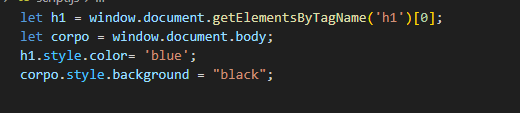 let h1 = window.document.getElementsByTagName('h1')[0];
let corpo = window.document.body;
h1.style.color= 'blue';
corpo.style.background = "black";